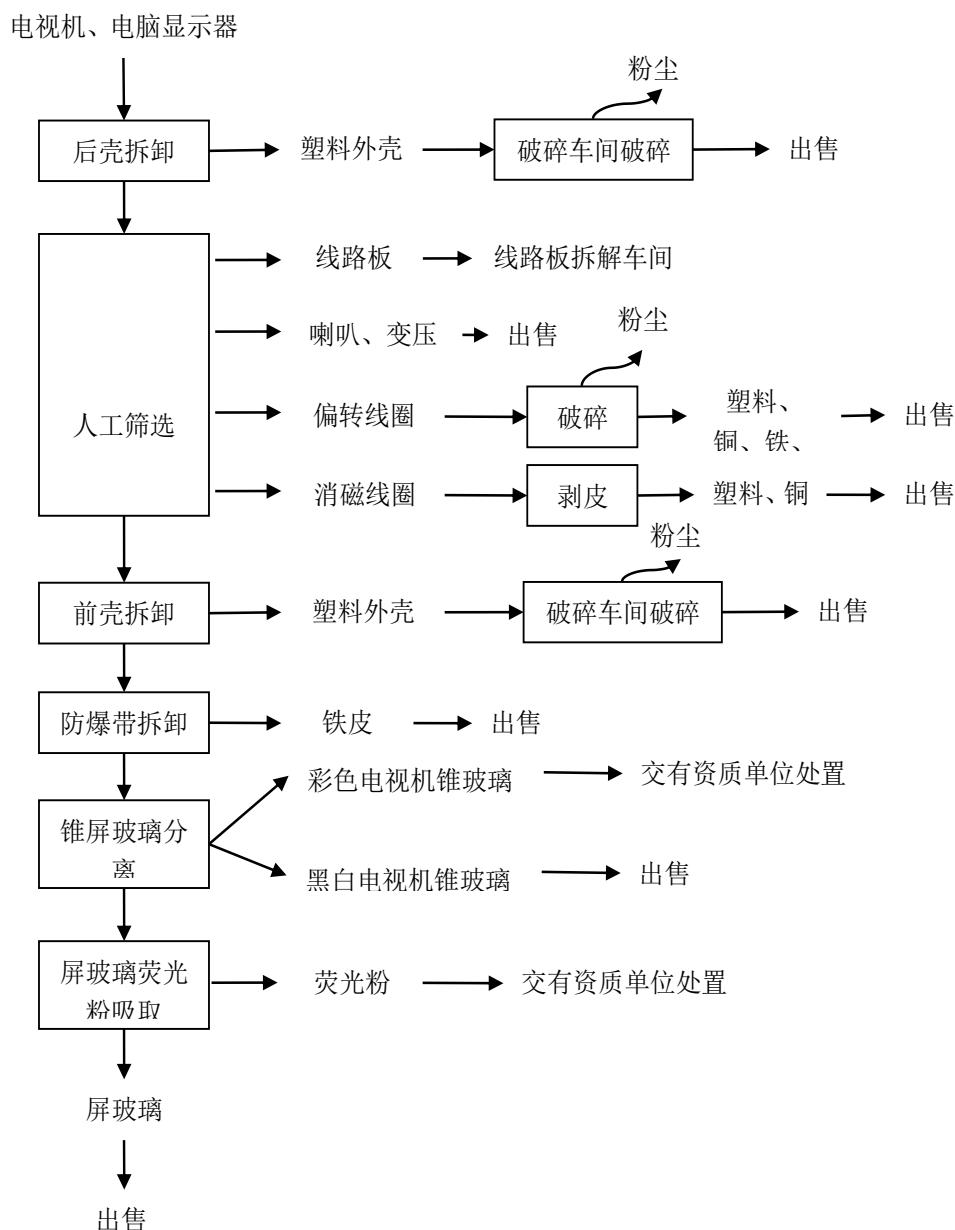 电视机、电脑显示器
粉尘
后壳拆卸
塑料外壳
破碎车间破碎
出售
线路板
线路板拆解车间
粉尘
喇叭、变压
出售
人工筛选
偏转线圈
破碎
塑料、
铜、铁、
出售
消磁线圈
剥皮
塑料、铜
出售
粉尘
前壳拆卸
塑料外壳
破碎车间破碎
出售
防爆带拆卸
铁皮
出售
彩色电视机锥玻璃
交有资质单位处置
锥屏玻璃分
离
黑白电视机锥玻璃
出售
屏玻璃荧光
粉吸取
荧光粉
交有资质单位处置
屏玻璃
出售